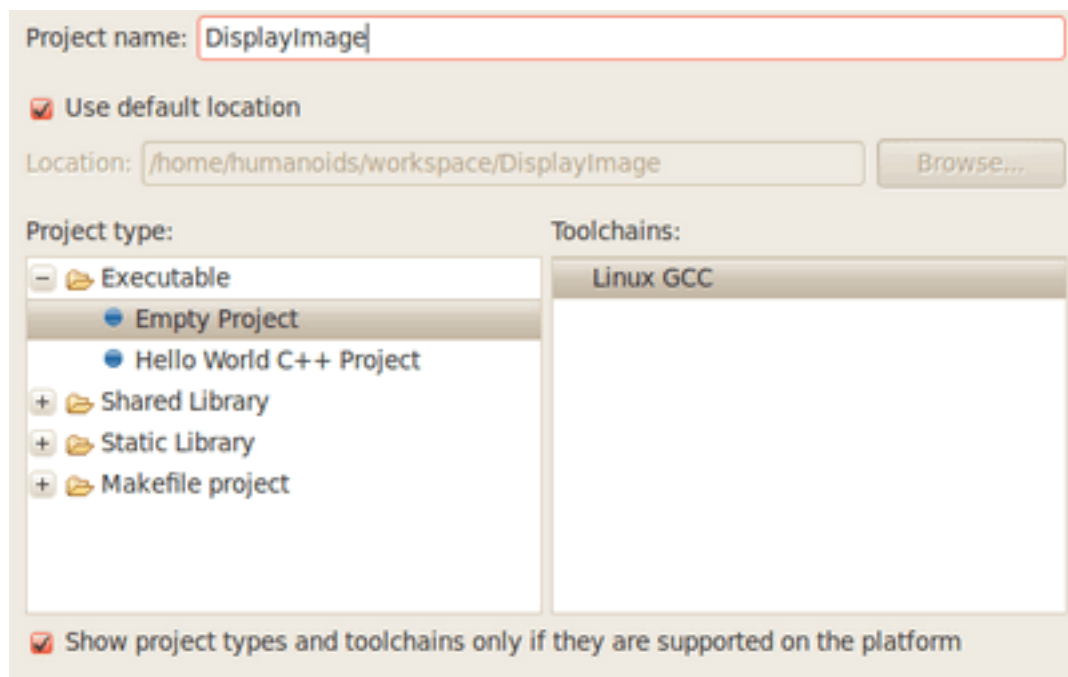 Project name: DisplayImage
Use default location
Location: /home/humanoids/workspace/DisplayImage Browse...
Project type:
Executable
Empty Project
Hello World C++ Project
Shared Library
Static Library
Makefile project
Toolchains:
Linux GCC
Show project types and toolchains only if they are supported on the platform